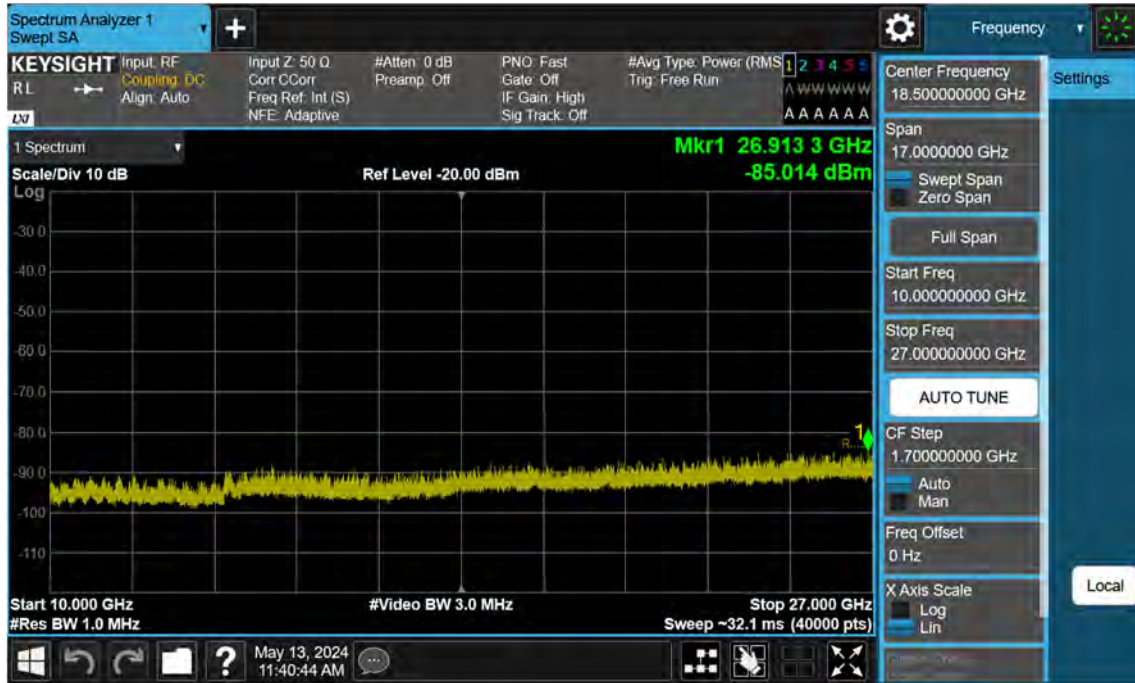 Spectrum Analyzer 1
Swept SA
Frequency
KEYSIGHT
RL
LXI
Input: RF
Coupling: DC
Align: Auto
Input Z: 50 Ω
Corr CCorr
Freq Ref: Int (S)
NFE: Adaptive
#Atten: 0 dB
Preamp: Off
PNO: Fast
Gate: Off
IF Gain: High
Sig Track: Off
#Avg Type: Power (RMS
Trig: Free Run
1 2 3 4 5 6
A W W W W W
A A A A A A
1 Spectrum
Scale/Div 10 dB
Ref Level -20.00 dBm
Mkr1 26.913 3 GHz
-85.014 dBm
Log
-30.0
-40.0
-50.0
-60.0
-70.0
-80.0
-90.0
-100
-110
1
R...
Start 10.000 GHz
#Video BW 3.0 MHz
Stop 27.000 GHz
#Res BW 1.0 MHz
Sweep ~32.1 ms (40000 pts)
?
May 13, 2024
11:40:44 AM
Center Frequency
18.500000000 GHz
Span
17.0000000 GHz
Swept Span
Zero Span
Full Span
Start Freq
10.000000000 GHz
Stop Freq
27.000000000 GHz
AUTO TUNE
CF Step
1.700000000 GHz
Auto
Man
Freq Offset
0 Hz
X Axis Scale
Log
Lin
Settings
Local